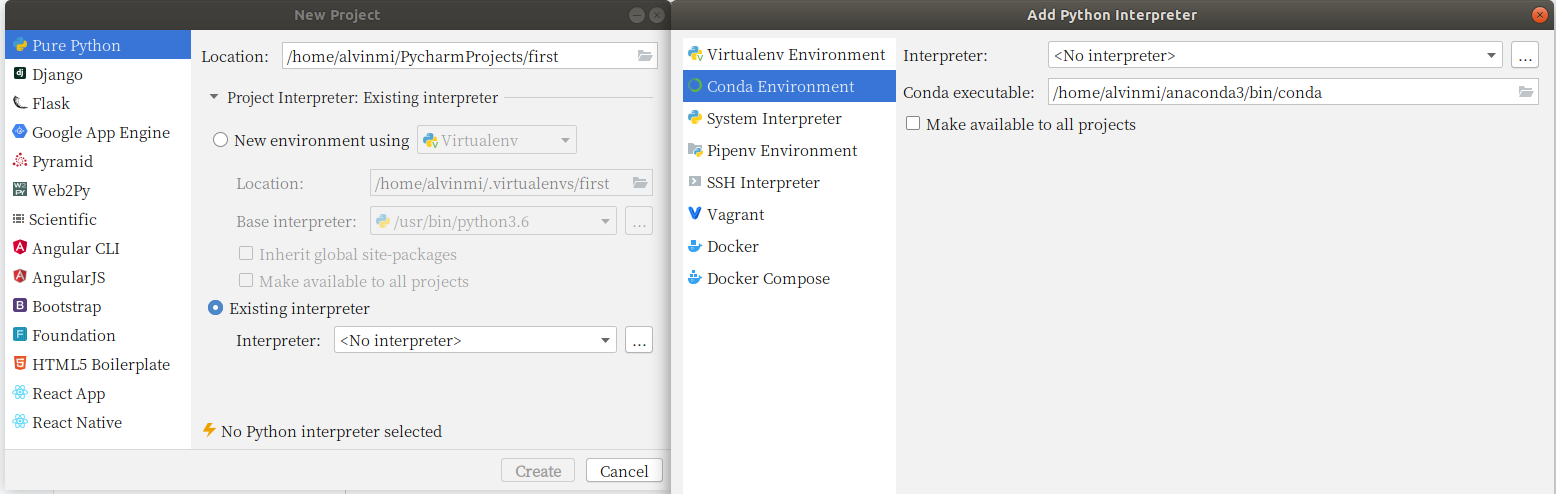 New Project
Pure Python
Django
Flask
Google App Engine
Pyramid
Web2Py
Scientific
Angular CLI
AngularJS
Bootstrap
Foundation
HTML5 Boilerplate
React App
React Native
Location: /home/alvinmi/PycharmProjects/first
Project Interpreter: Existing interpreter
New environment using Virtualenv
Location: /home/alvinmi/.virtualenvs/first
Base interpreter: /usr/bin/python3.6 ...
Inherit global site-packages
Make available to all projects
Existing interpreter
Interpreter: <No interpreter> ...
No Python interpreter selected
Create Cancel
Add Python Interpreter
Virtualenv Environment
Conda Environment
System Interpreter
Pipenv Environment
SSH Interpreter
Vagrant
Docker
Docker Compose
Interpreter: <No interpreter> ...
Conda executable: /home/alvinmi/anaconda3/bin/conda
Make available to all projects